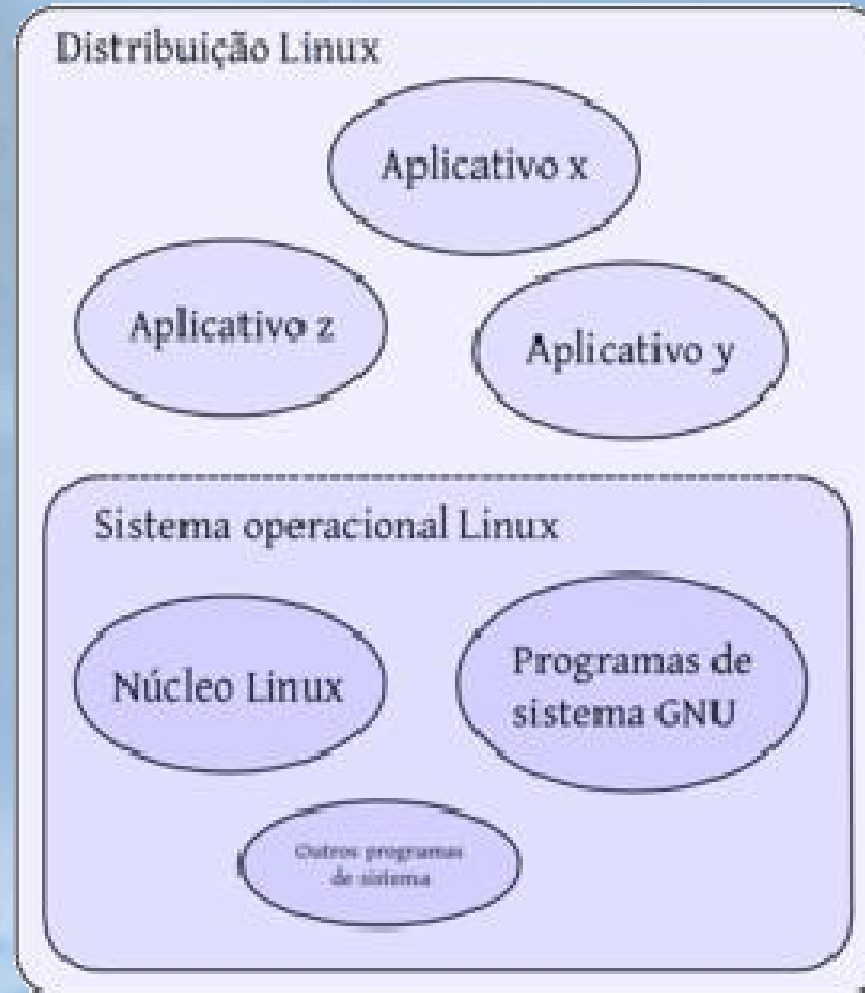 Distribuição Linux
Aplicativo x
Aplicativo z
Aplicativo y
Sistema operacional Linux
Núcleo Linux
Programas de
sistema GNU
Outros programas
de sistema